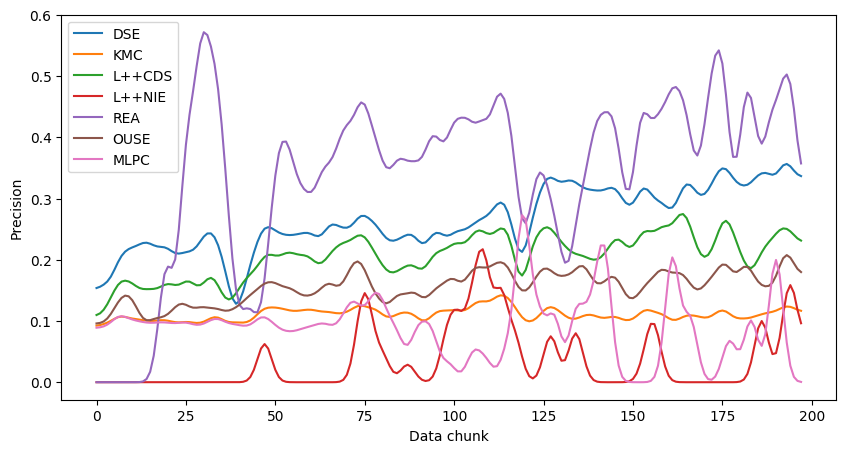 0.6
0.5
0.4
0.3
0.2
0.1
0.0
Precision
DSE
KMC
L++CDS
L++NIE
REA
OUSE
MLPC
0 25 50 75 100 125 150 175 200
Data chunk